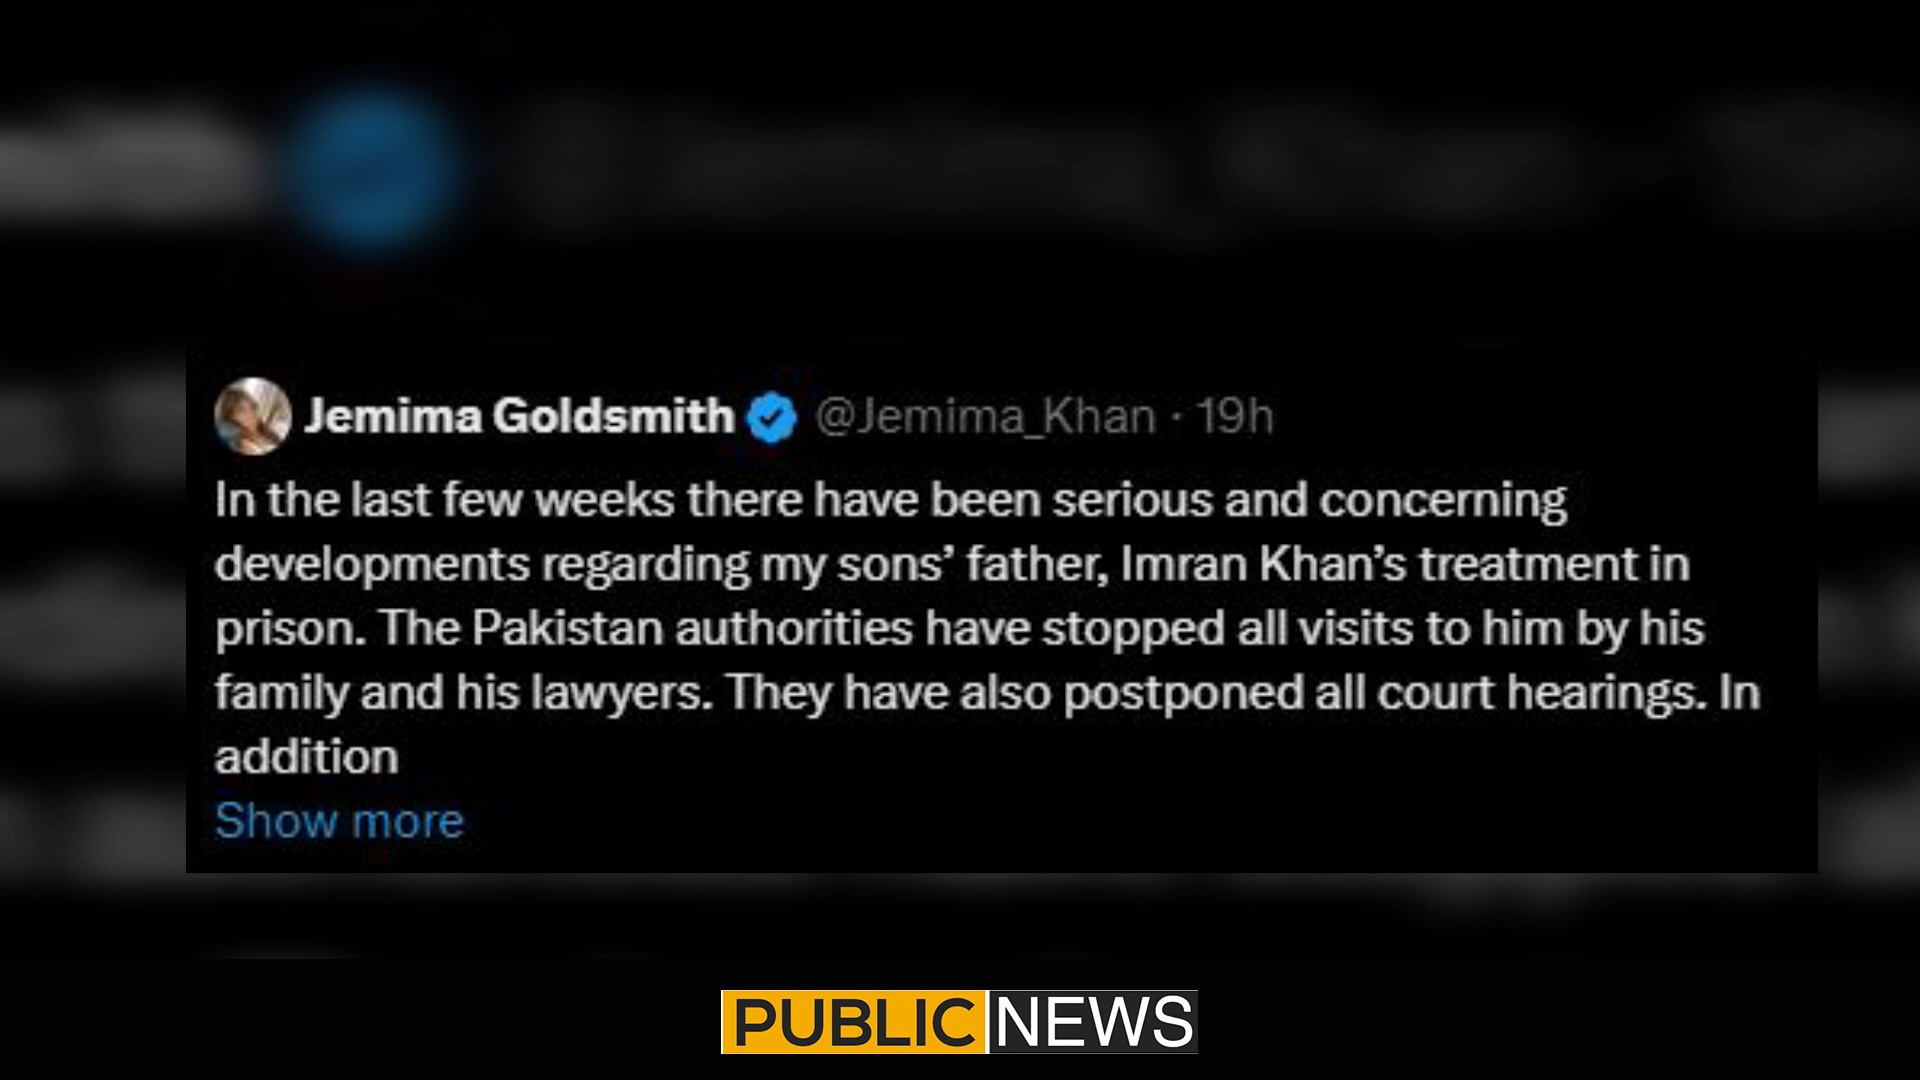 Jemima Goldsmith @Jemima_Khan · 19h
In the last few weeks there have been serious and concerning
developments regarding my sons’ father, Imran Khan’s treatment in
prison. The Pakistan authorities have stopped all visits to him by his
family and his lawyers. They have also postponed all court hearings. In
addition
Show more
PUBLIC NEWS